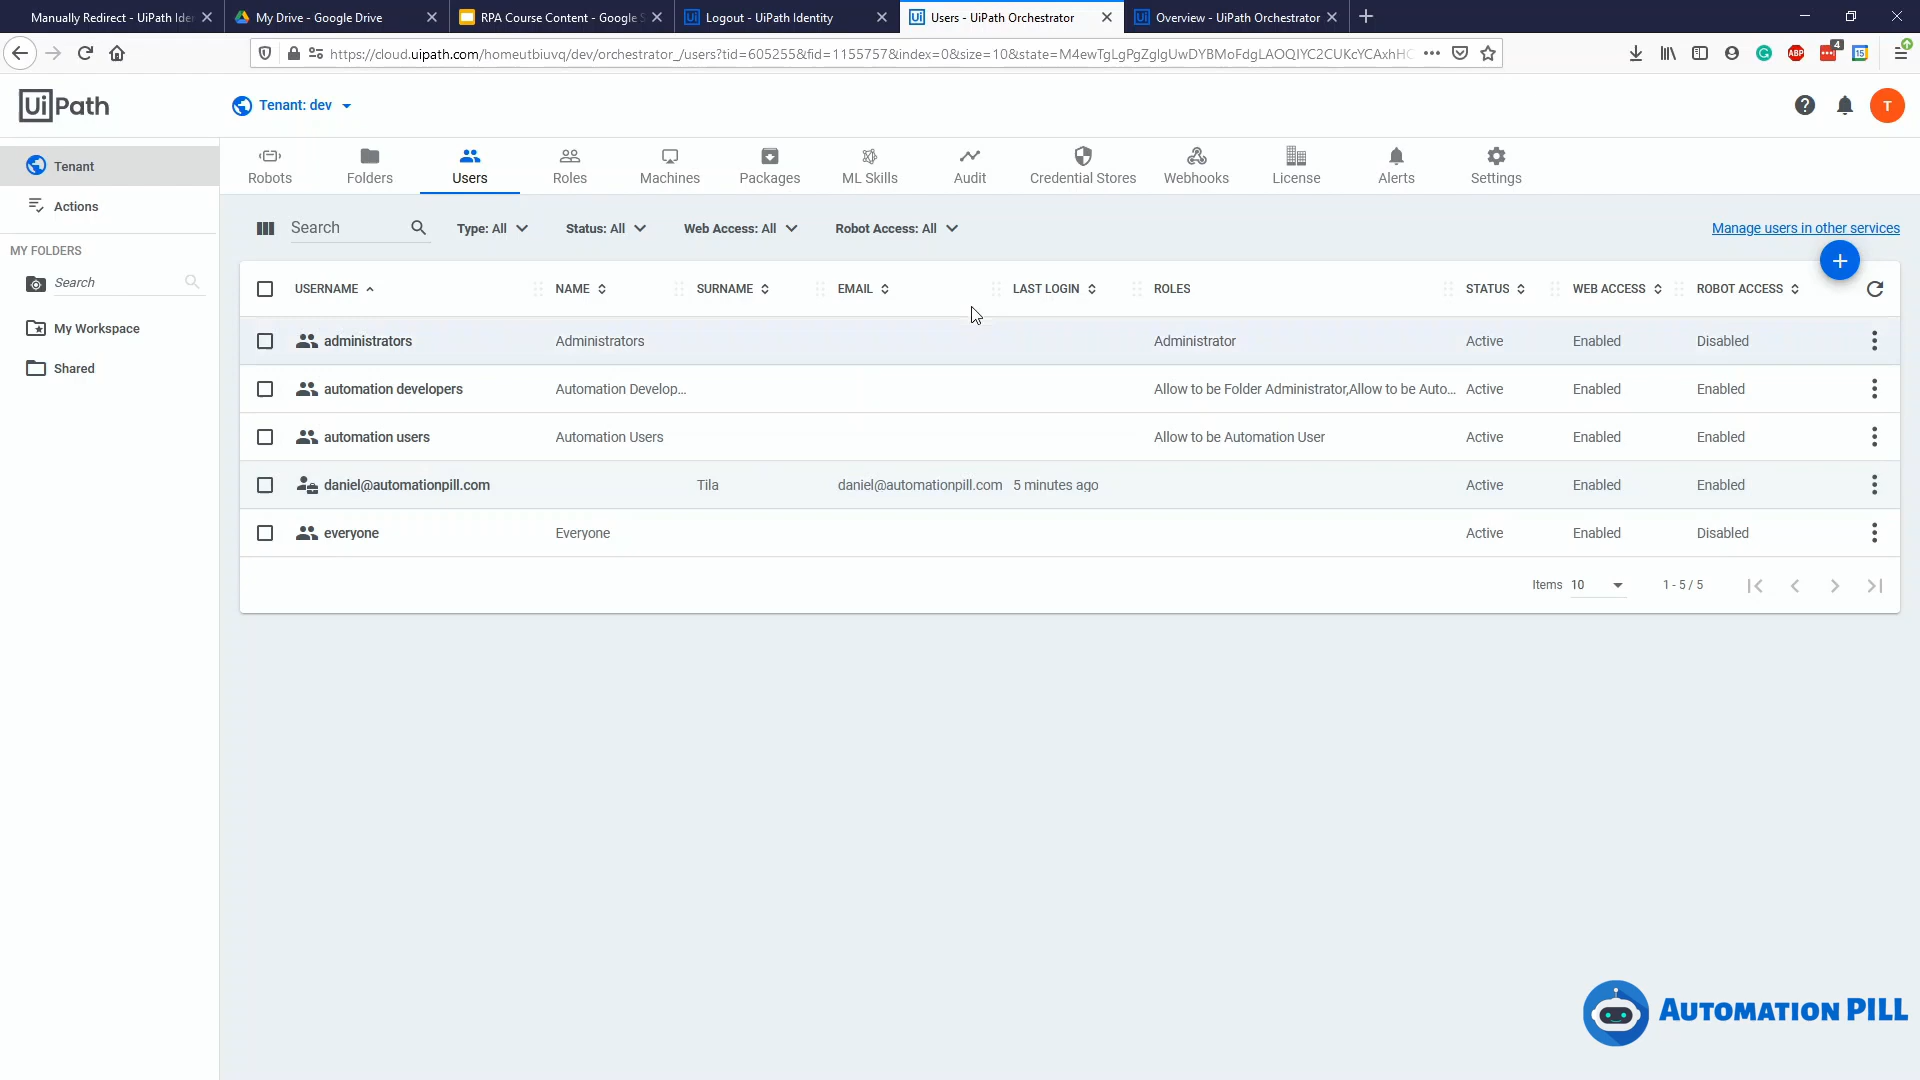 Manually Redirect - UiPath Ide
My Drive - Google Drive
RPA Course Content - Google S
Logout - UiPath Identity
Users - UiPath Orchestrator
Overview - UiPath Orchestrator
https://cloud.uipath.com/homeutbiuvq/dev/orchestrator_/users?tid=605255&fid=1155757&index=0&size=10&state=
ABP
4
15
UiPath
Tenant: dev
T
Tenant
Actions
MY FOLDERS
Search
My Workspace
Shared
Robots
Folders
Users
Roles
Machines
Packages
ML Skills
Audit
Credential Stores
Webhooks
License
Alerts
Settings
Search
Type: All
Status: All
Web Access: All
Robot Access: All
Manage users in other services
USERNAME NAME SURNAME EMAIL LAST LOGIN ROLES STATUS WEB ACCESS ROBOT ACCESS
administrators Administrators Administrator Active Enabled Disabled
automation developers Automation Develop... Allow to be Folder Administrator,Allow to be Auto... Active Enabled Enabled
automation users Automation Users Allow to be Automation User Active Enabled Enabled
daniel@automationpill.com Tila daniel@automationpill.com 5 minutes ago Active Enabled Enabled
everyone Everyone Active Enabled Disabled
Items 10 1 - 5 / 5
AUTOMATION PILL